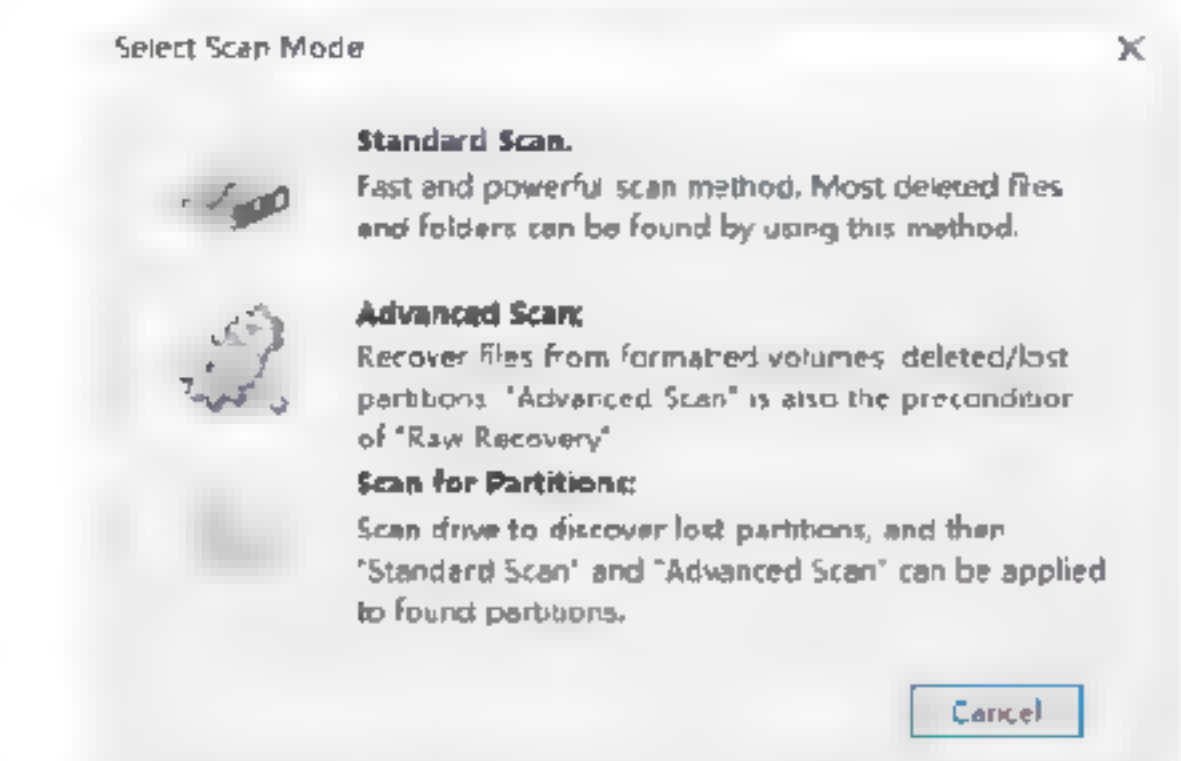 Select Scan Mode
Standard Scan.
Fast and powerful scan method. Most deleted files
and folders can be found by using this method.
Advanced Scan:
Recover files from formatted volumes deleted/lost
partitions "Advanced Scan" is also the precondition
of "Raw Recovery"
Scan for Partitions:
Scan drive to discover lost partitions, and then
"Standard Scan" and "Advanced Scan" can be applied
to found partitions.
Cancel